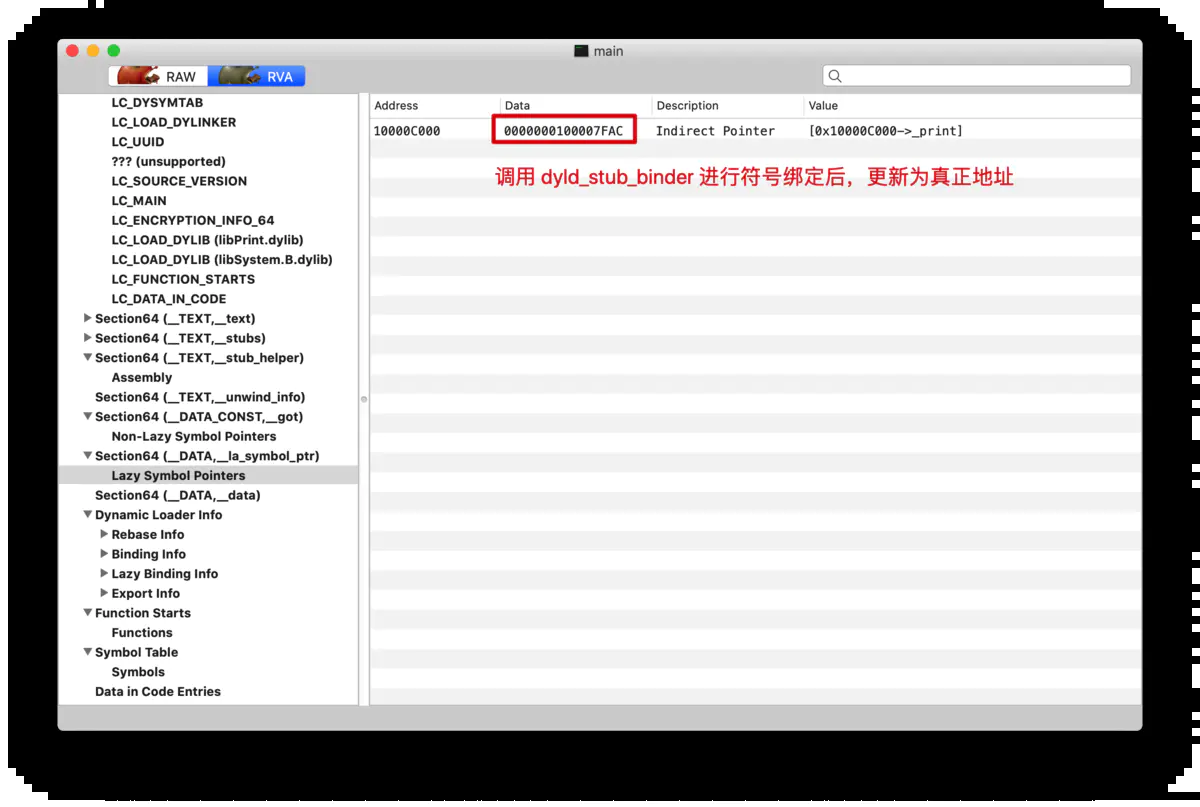 main
RAW RVA
LC_DYSYMTAB
LC_LOAD_DYLINKER
LC_UUID
??? (unsupported)
LC_SOURCE_VERSION
LC_MAIN
LC_ENCRYPTION_INFO_64
LC_LOAD_DYLIB (libPrint.dylib)
LC_LOAD_DYLIB (libSystem.B.dylib)
LC_FUNCTION_STARTS
LC_DATA_IN_CODE
Section64 (__TEXT,__text)
Section64 (__TEXT,__stubs)
Section64 (__TEXT,__stub_helper)
Assembly
Section64 (__TEXT,__unwind_info)
Section64 (__DATA_CONST,__got)
Non-Lazy Symbol Pointers
Section64 (__DATA,__la_symbol_ptr)
Lazy Symbol Pointers
Section64 (__DATA,__data)
Dynamic Loader Info
Rebase Info
Binding Info
Lazy Binding Info
Export Info
Function Starts
Functions
Symbol Table
Symbols
Data in Code Entries
Address Data Description Value
10000C000 0000000100007FAC Indirect Pointer [0x10000C000->_print]
调用 dyld_stub_binder 进行符号绑定后，更新为真正地址